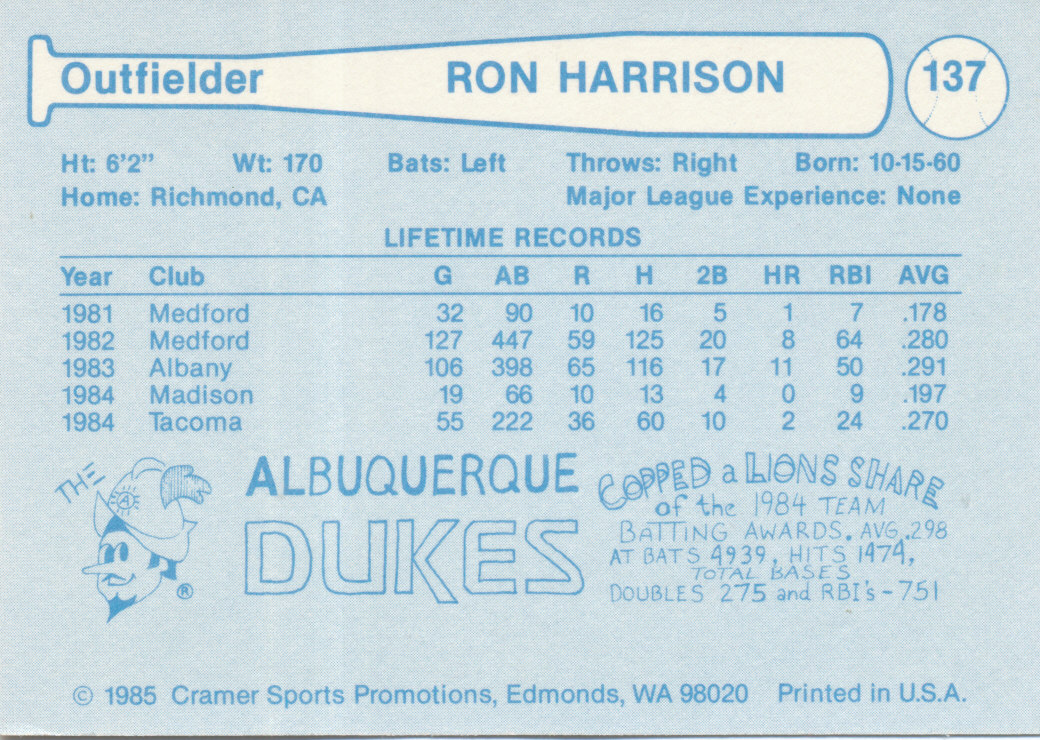 Outfielder RON HARRISON 137
Ht: 6'2" Wt: 170 Bats: Left Throws: Right Born: 10-15-60
Home: Richmond, CA Major League Experience: None
LIFETIME RECORDS
Year Club G AB R H 2B HR RBI AVG
1981 Medford 32 90 10 16 5 1 7 .178
1982 Medford 127 447 59 125 20 8 64 .280
1983 Albany 106 398 65 116 17 11 50 .291
1984 Madison 19 66 10 13 4 0 9 .197
1984 Tacoma 55 222 36 60 10 2 24 .270
THE
A
®
ALBUQUERQUE
DUKES
COPPED a LIONS SHARE
of the 1984 TEAM
BATTING AWARDS. AVG .298
AT BATS 4939, HITS 1474,
TOTAL BASES
DOUBLES 275 and RBI's - 751
© 1985 Cramer Sports Promotions, Edmonds, WA 98020 Printed in U.S.A.